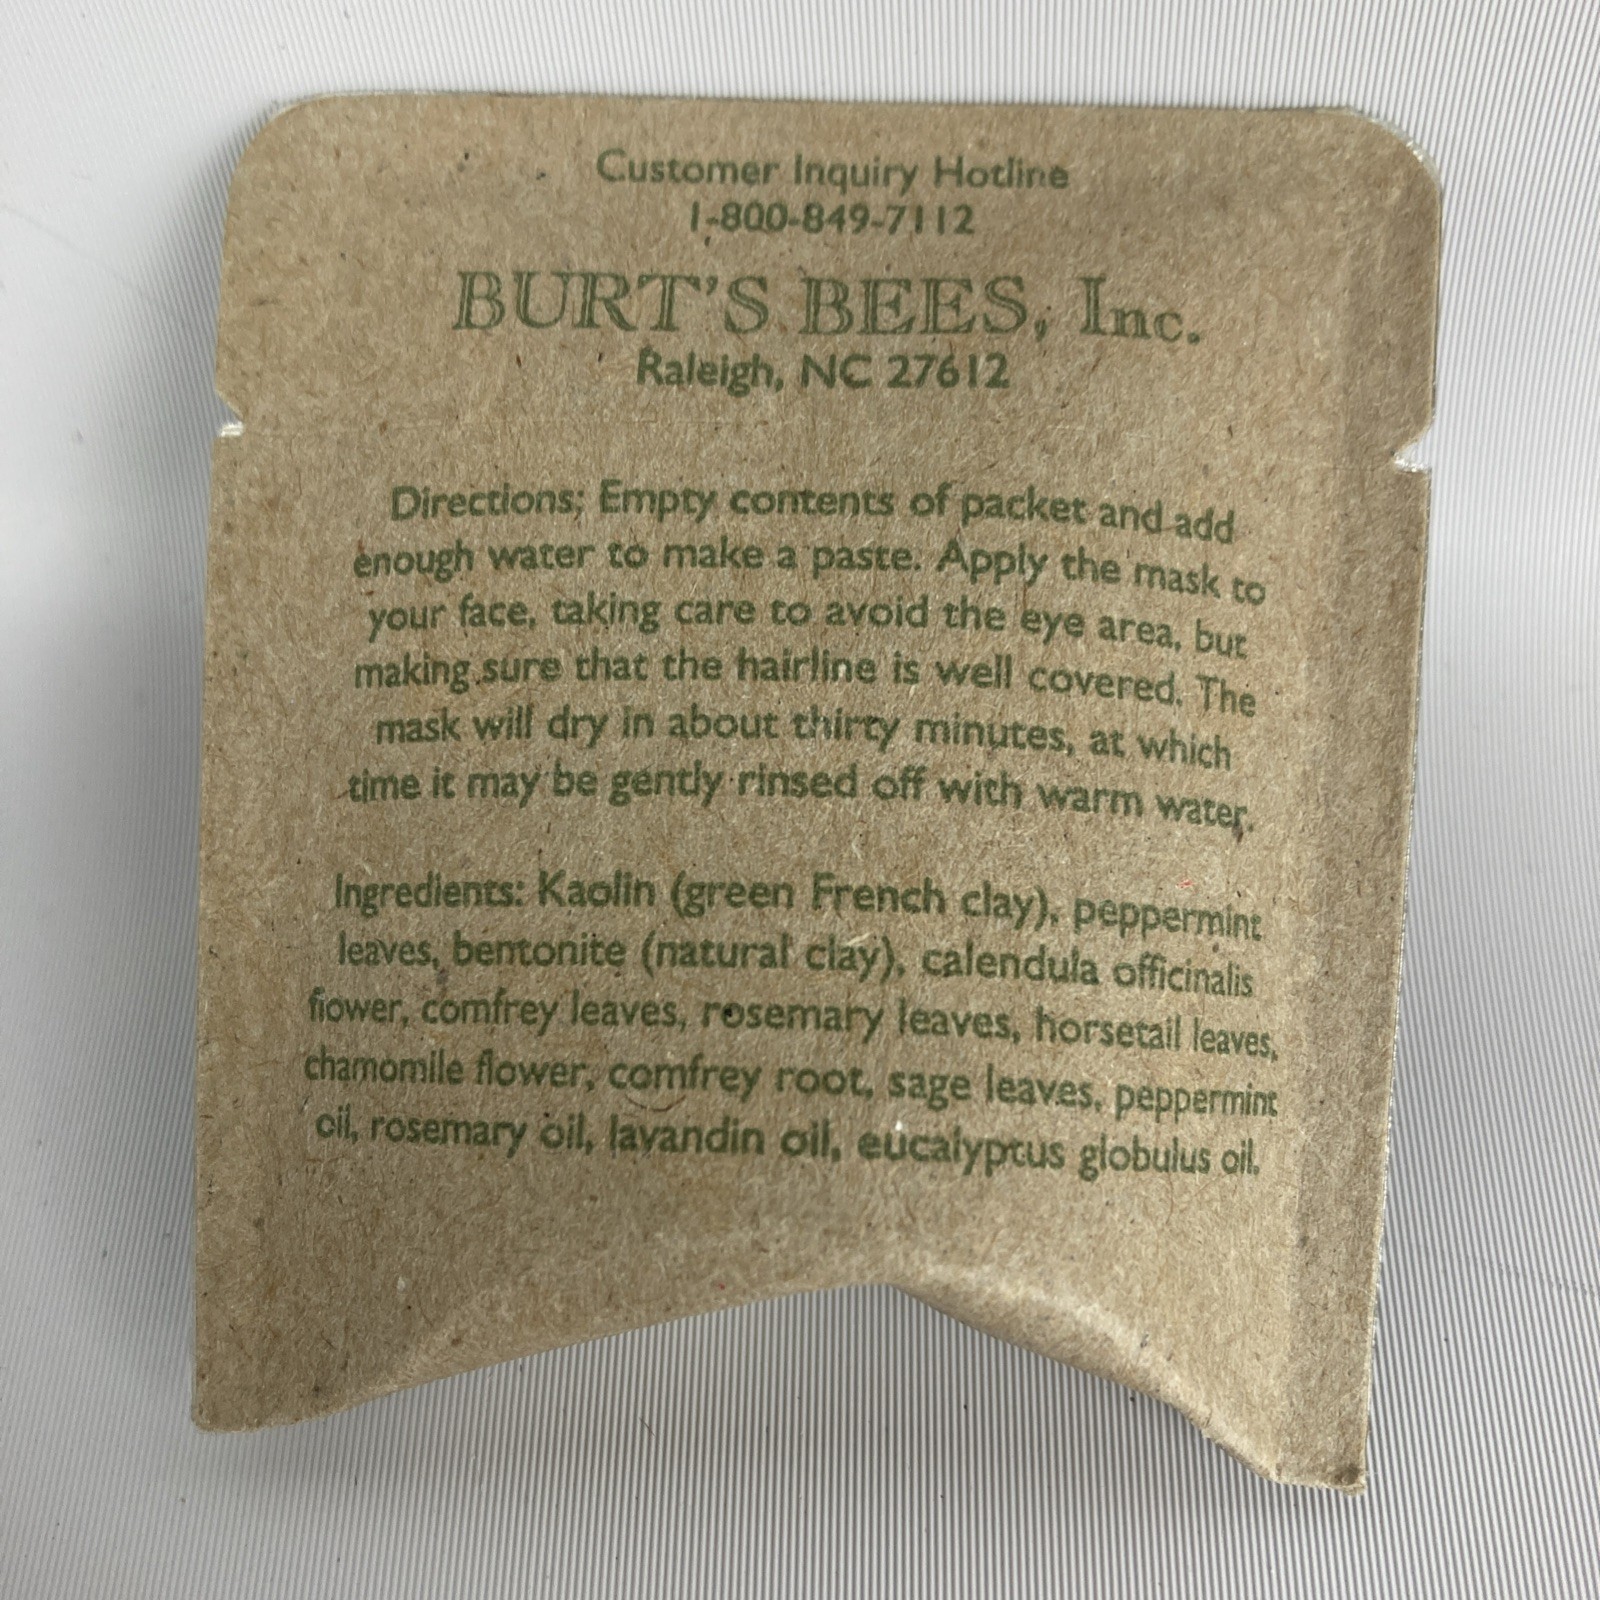 Customer Inquiry Hotline
1-800-849-7112
BURT'S BEES, Inc.
Raleigh, NC 27612
Directions; Empty contents of packet and add
enough water to make a paste. Apply the mask to
your face, taking care to avoid the eye area, but
making sure that the hairline is well covered. The
mask will dry in about thirty minutes, at which
time it may be gently rinsed off with warm water.
Ingredients: Kaolin (green French clay), peppermint
leaves, bentonite (natural clay), calendula officinalis
flower, comfrey leaves, rosemary leaves, horsetail leaves,
chamomile flower, comfrey root, sage leaves, peppermint
oil, rosemary oil, lavandin oil, eucalyptus globulus oil.